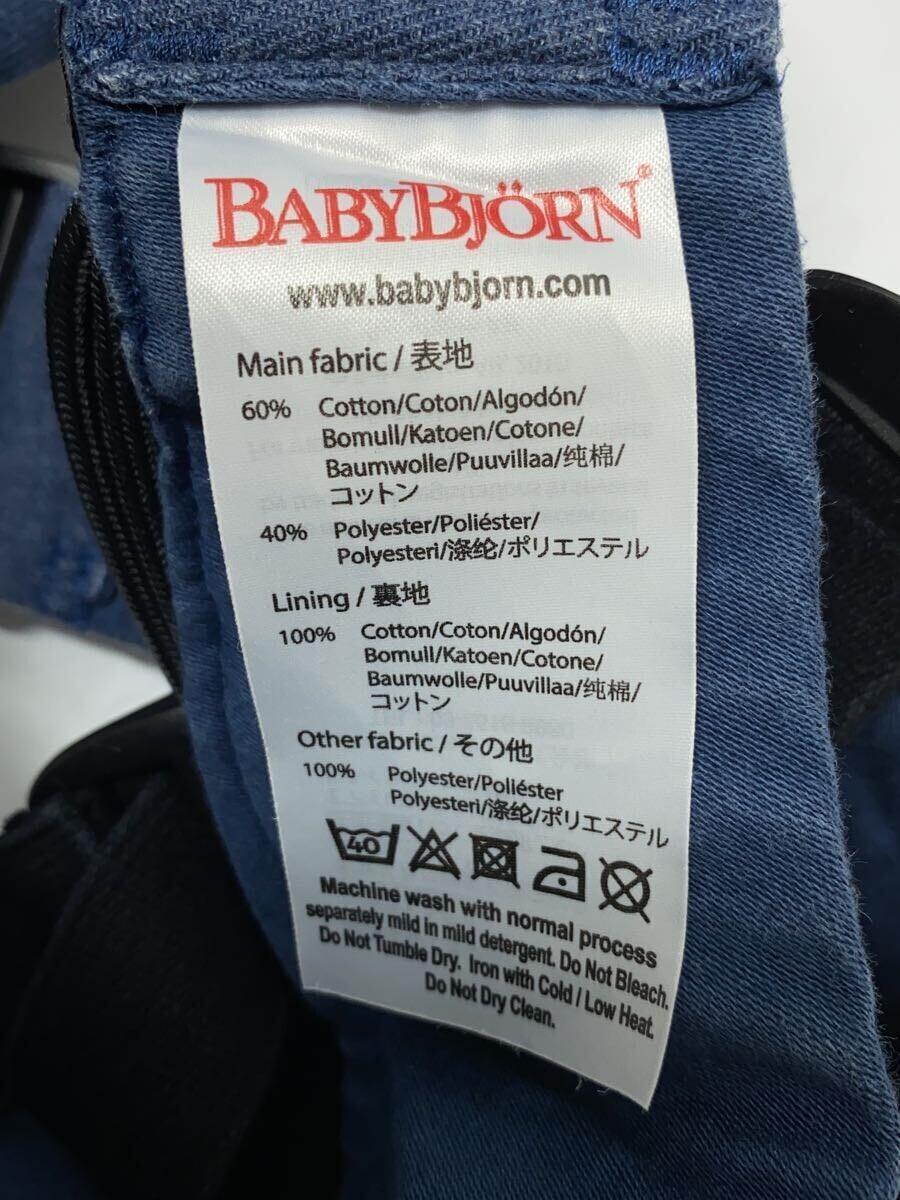 BABYBJÖRN®
www.babybjorn.com
Main fabric / 表地
60% Cotton/Coton/Algodón/
Bomull/Katoen/Cotone/
Baumwolle/Puuvillaa/纯棉/
コットン
40% Polyester/Poliéster/
Polyesteri/涤纶/ポリエステル
Lining / 裏地
100% Cotton/Coton/Algodón/
Bomull/Katoen/Cotone/
Baumwolle/Puuvillaa/纯棉/
コットン
Other fabric / その他
100% Polyester/Poliéster
Polyesteri/涤纶/ポリエステル
40
Machine wash with normal process
separately mild in mild detergent. Do Not Bleach.
Do Not Tumble Dry. Iron with Cold / Low Heat.
Do Not Dry Clean.